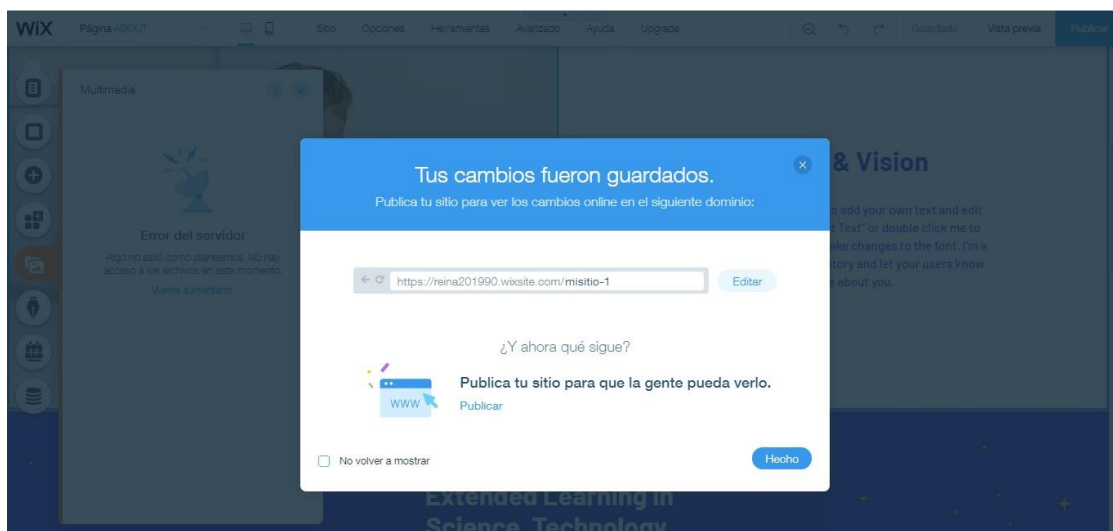 WiX Página ABOUT Sitio Opciones Herramientas Avanzado Ayuda Upgrade Guardado Vista previa Publicar
Multimedia
Error del servidor
Algo no salió como planeamos. No hay
acceso a los archivos en este momento.
Vuelve a intentarlo.
Tus cambios fueron guardados.
Publica tu sitio para ver los cambios online en el siguiente dominio:
https://reina201990.wixsite.com/misitio-1 Editar
¿Y ahora qué sigue?
WWW
Publica tu sitio para que la gente pueda verlo.
Publicar
No volver a mostrar
Hecho
& Vision
o add your own text and edit
t Text" or double click me to
ake changes to the font. I'm a
story and let your users know
e about you.
Extended Learning in
Science, Technology,